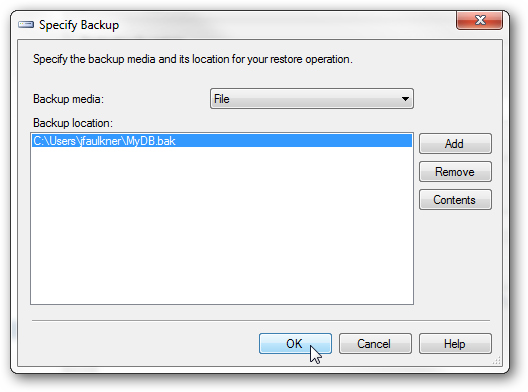 Specify Backup
Specify the backup media and its location for your restore operation.
Backup media:
File
Backup location:
C:\Users\jfaulkner\MyDB.bak
Add
Remove
Contents
OK
Cancel
Help